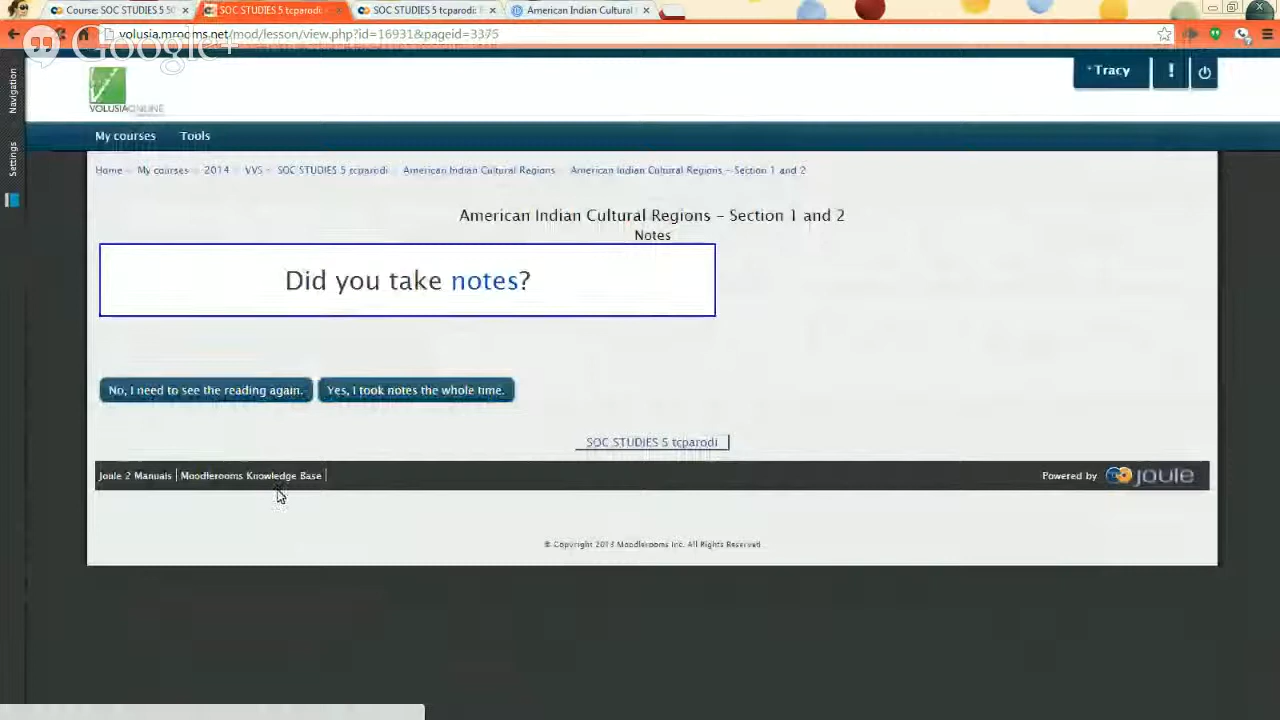 Course: SOC STUDIES 5
SOC STUDIES 5 tcparodi
SOC STUDIES 5 tcparodi
American Indian Cultural
volusia.mrooms.net/mod/lesson/view.php?id=16931&pageid=3375
Google+
Navigation
Settings
VOLUSIAONLINE
Tracy
!
My courses
Tools
Home
My courses
2014
VVS
SOC STUDIES 5 tcparodi
American Indian Cultural Regions
American Indian Cultural Regions - Section 1 and 2
American Indian Cultural Regions - Section 1 and 2
Notes
Did you take notes?
No, I need to see the reading again.
Yes, I took notes the whole time.
SOC STUDIES 5 tcparodi
Joule 2 Manuals | Moodlerooms Knowledge Base |
Powered by joule
© Copyright 2013 Moodlerooms Inc. All Rights Reserved